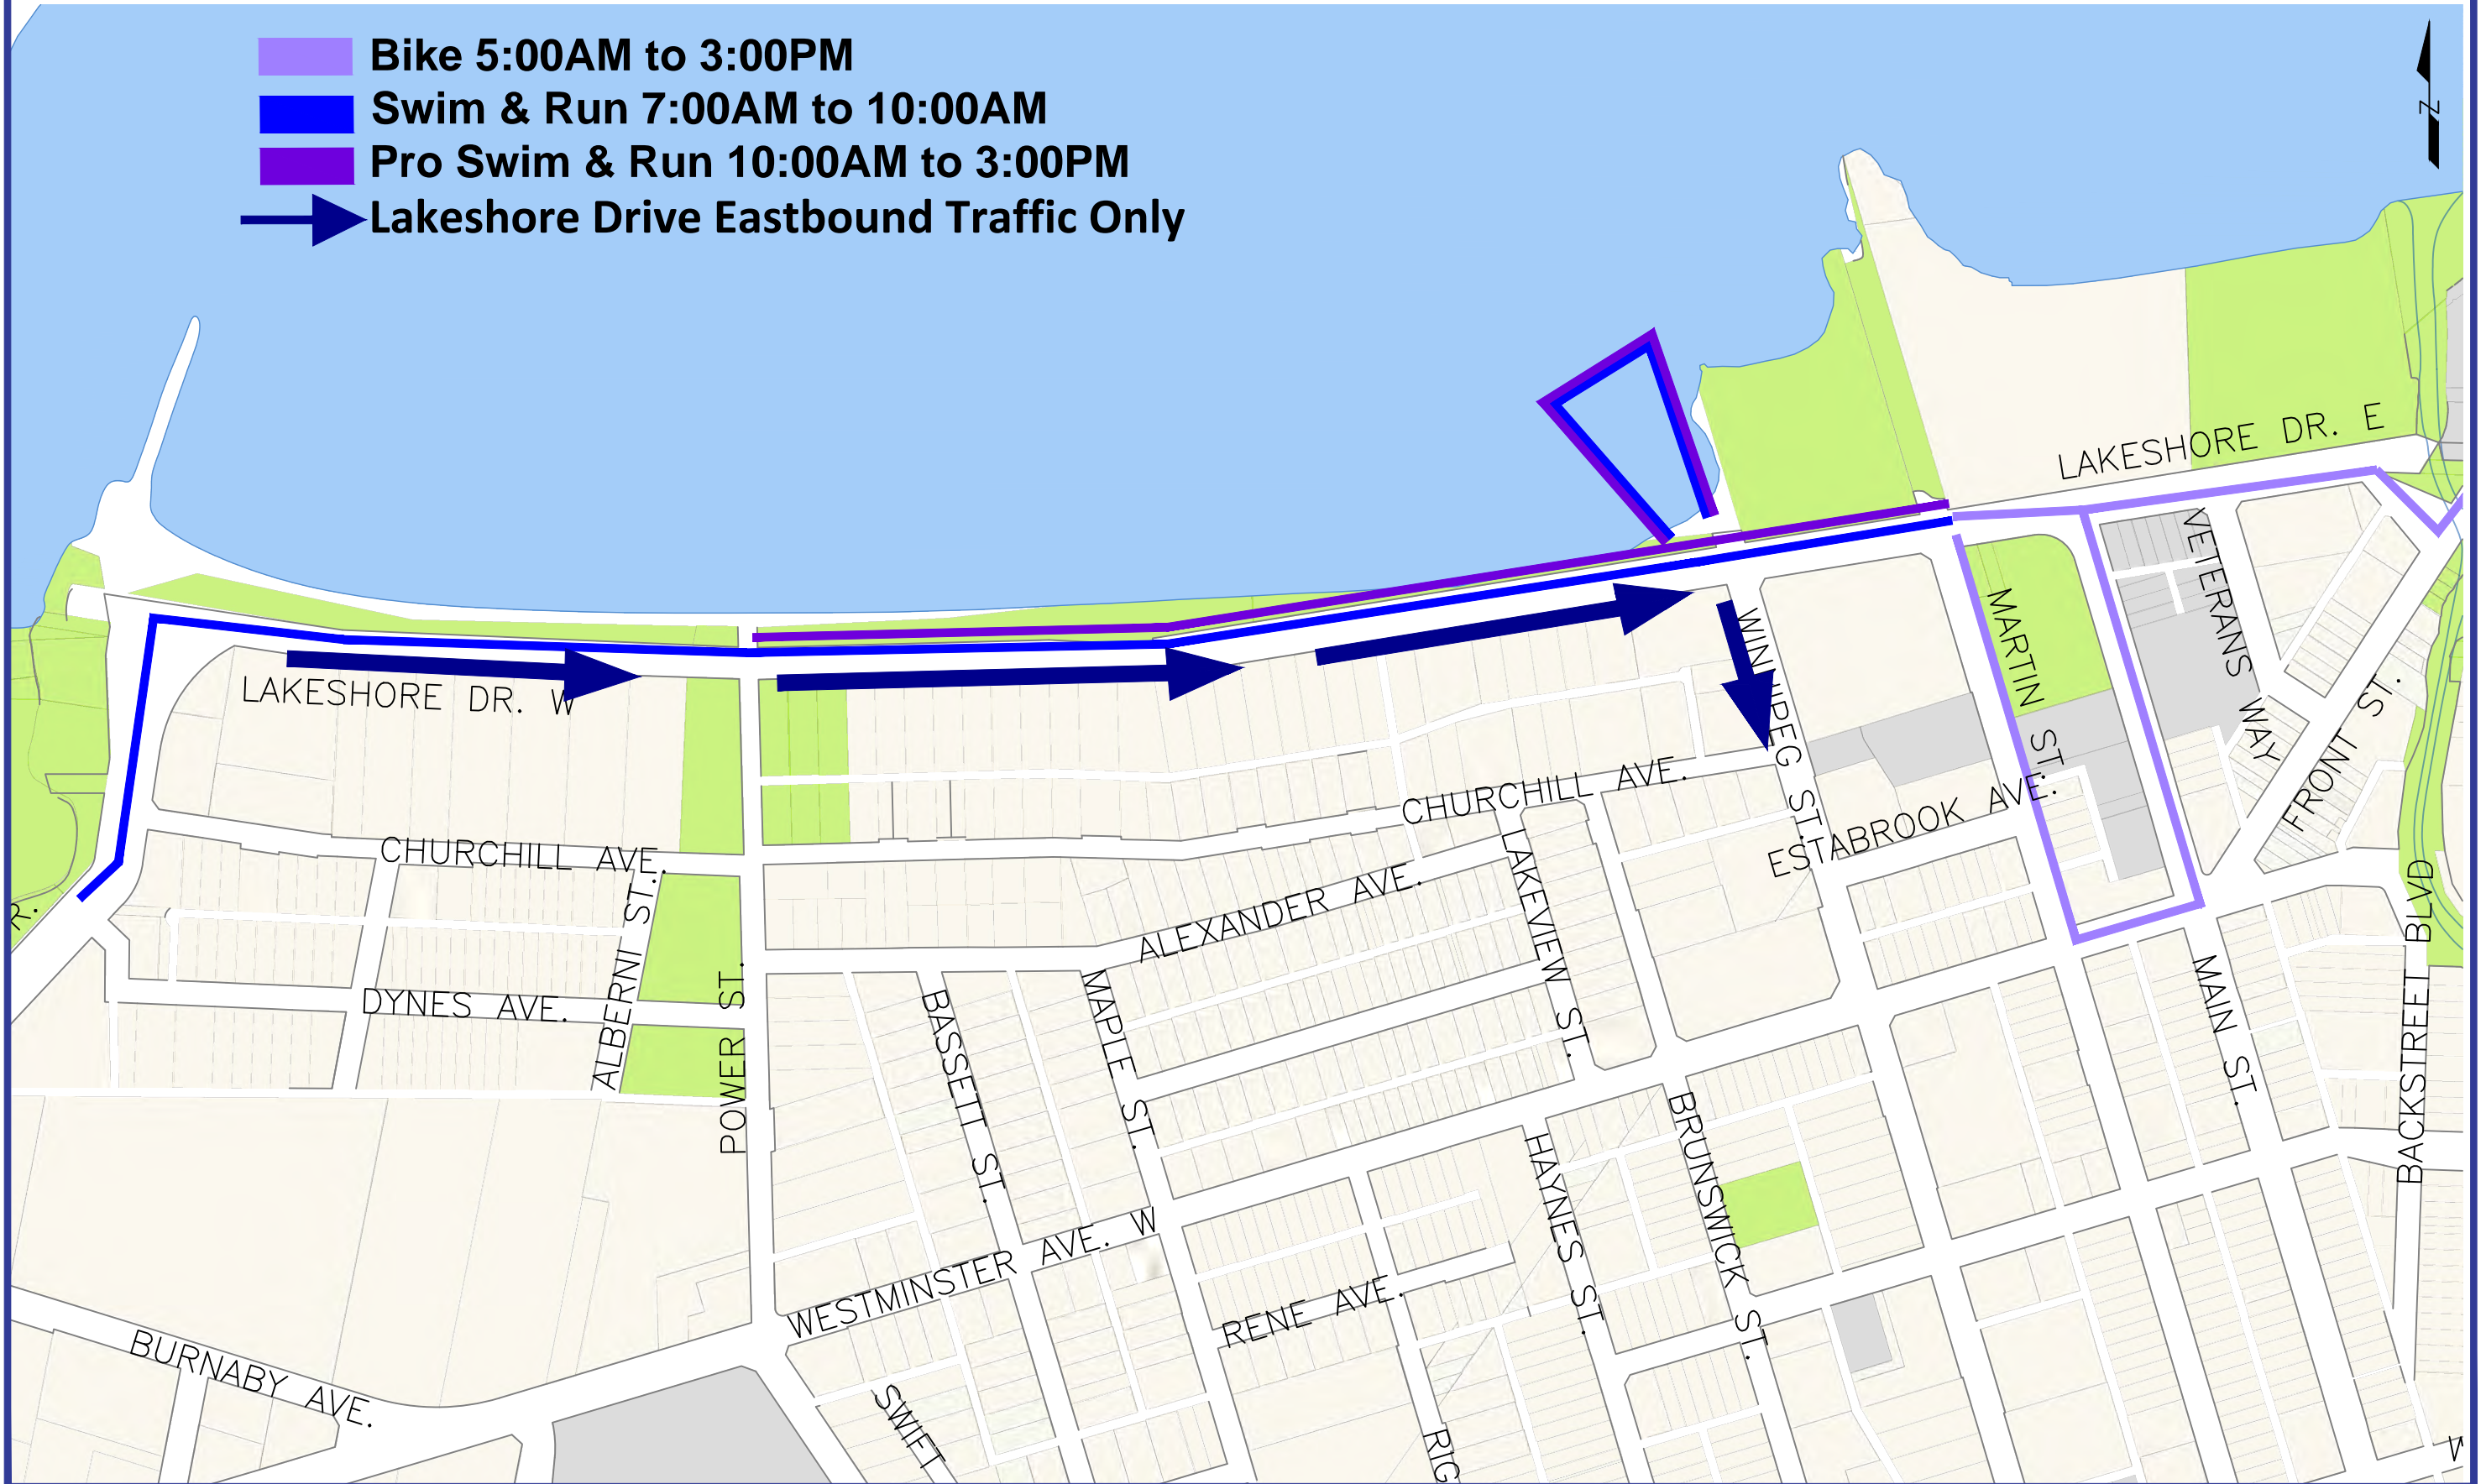 Bike 5:00AM to 3:00PM
Swim & Run 7:00AM to 10:00AM
Pro Swim & Run 10:00AM to 3:00PM
Lakeshore Drive Eastbound Traffic Only
N
LAKESHORE DR. E
VETERANS WAY
MARTIN ST.
WINNIPEG ST.
LAKESHORE DR. W
FRONT ST.
CHURCHILL AVE.
ESTABROOK AVE.
CHURCHILL AVE.
LAKEVIEW ST.
ALEXANDER AVE.
ALBERNI ST.
R.
DYNES AVE.
POWER ST.
BASSETT ST.
MAPLE ST.
MAIN ST.
BACKSTREET BLVD
HAYNES ST.
BRUNSWICK ST.
WESTMINSTER AVE. W
RENE AVE.
BURNABY AVE.
SWIFT
RIG